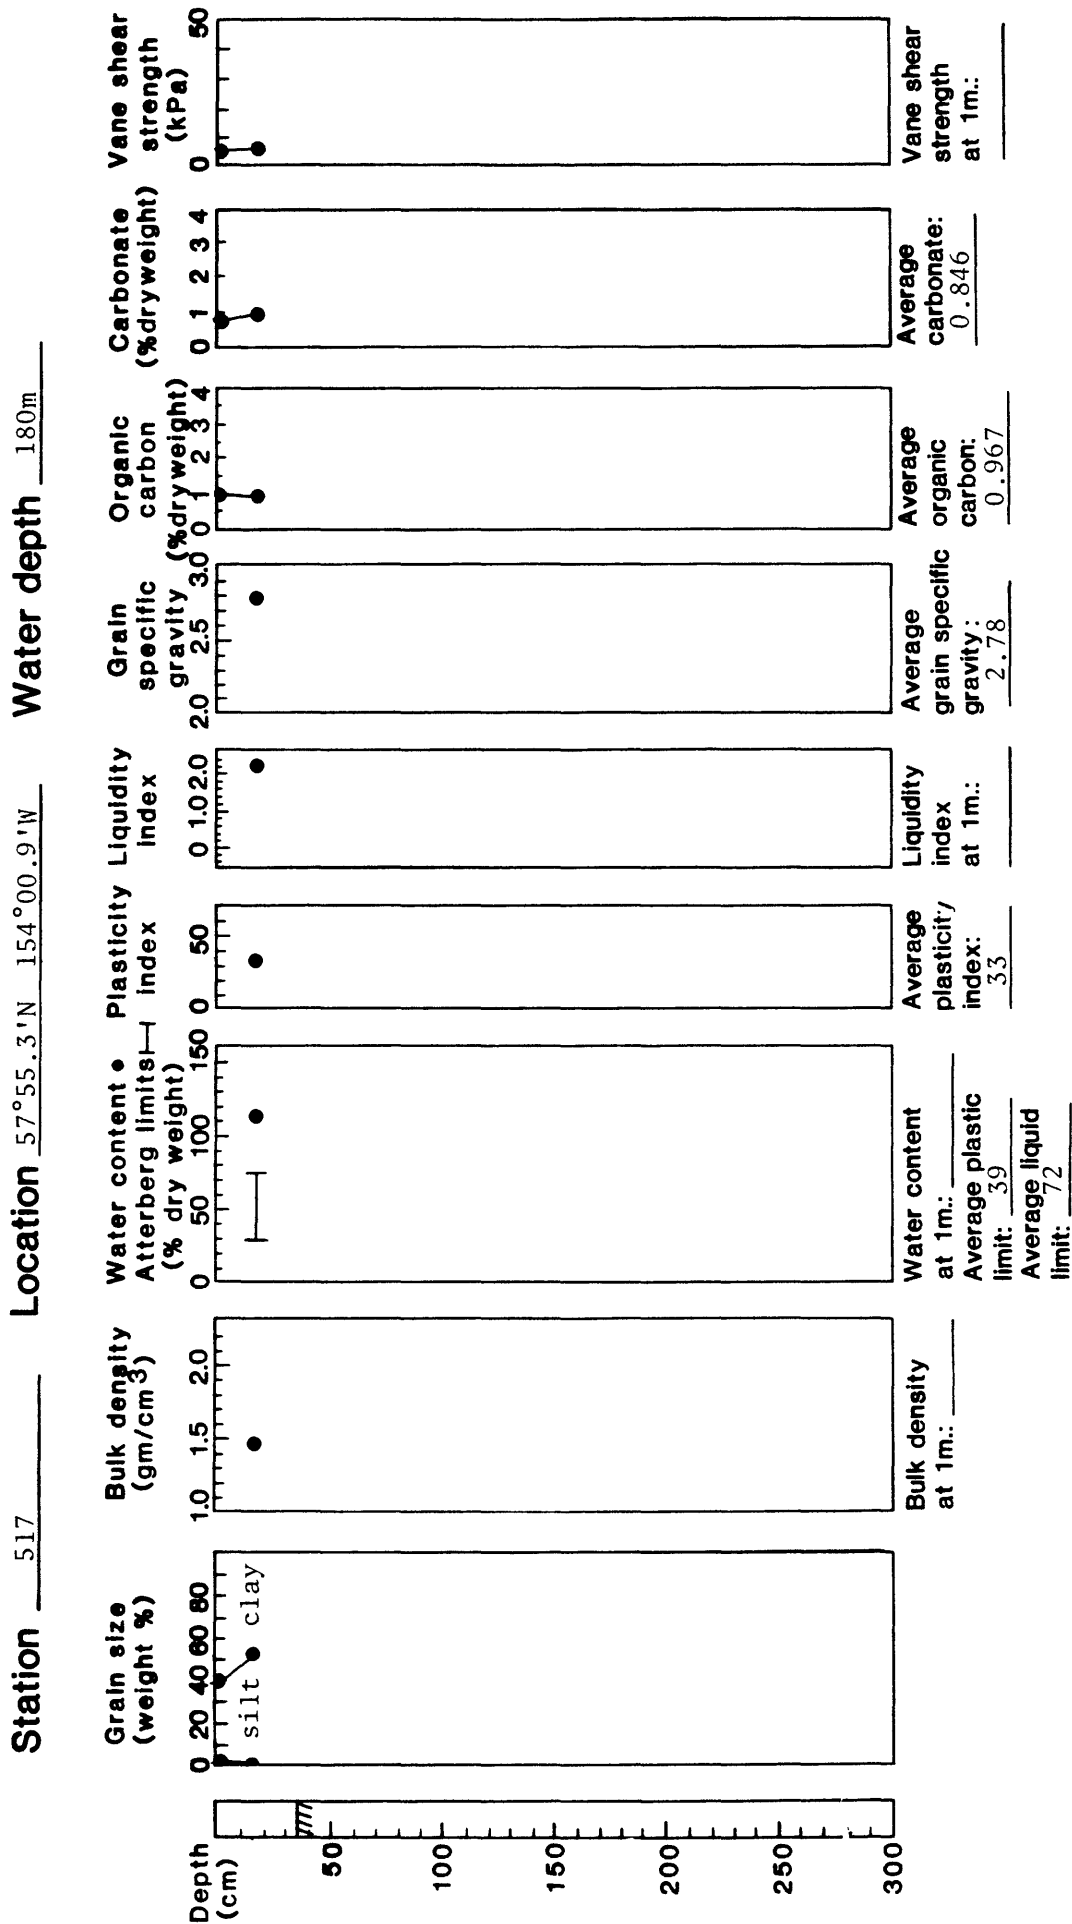 Station 517 Location 57°55.3'N 154°00.9'W Water depth 180m
Depth
(cm)
50
100
150
200
250
300
Grain size
(weight %)
0 20 40 60 80
silt clay
Bulk density
(gm/cm³)
1.0 1.5 2.0
Bulk density
at 1m.:
Water content •
Atterberg limits
(% dry weight)
0 50 100 150
Water content
at 1m.:
Average plastic
limit: 39
Average liquid
limit: 72
Plasticity
index
0 50
Average
plasticity
index:
33
Liquidity
index
0 1.0 2.0
Liquidity
index
at 1m.:
Grain
specific
gravity
2.0 2.5 3.0
Average
grain specific
gravity:
2.78
Organic
carbon
(%dryweight)
0 1 2 3 4
Average
organic
carbon:
0.967
Carbonate
(%dryweight)
0 1 2 3 4
Average
carbonate:
0.846
Vane shear
strength
(kPa)
0 50
Vane shear
strength
at 1m.: